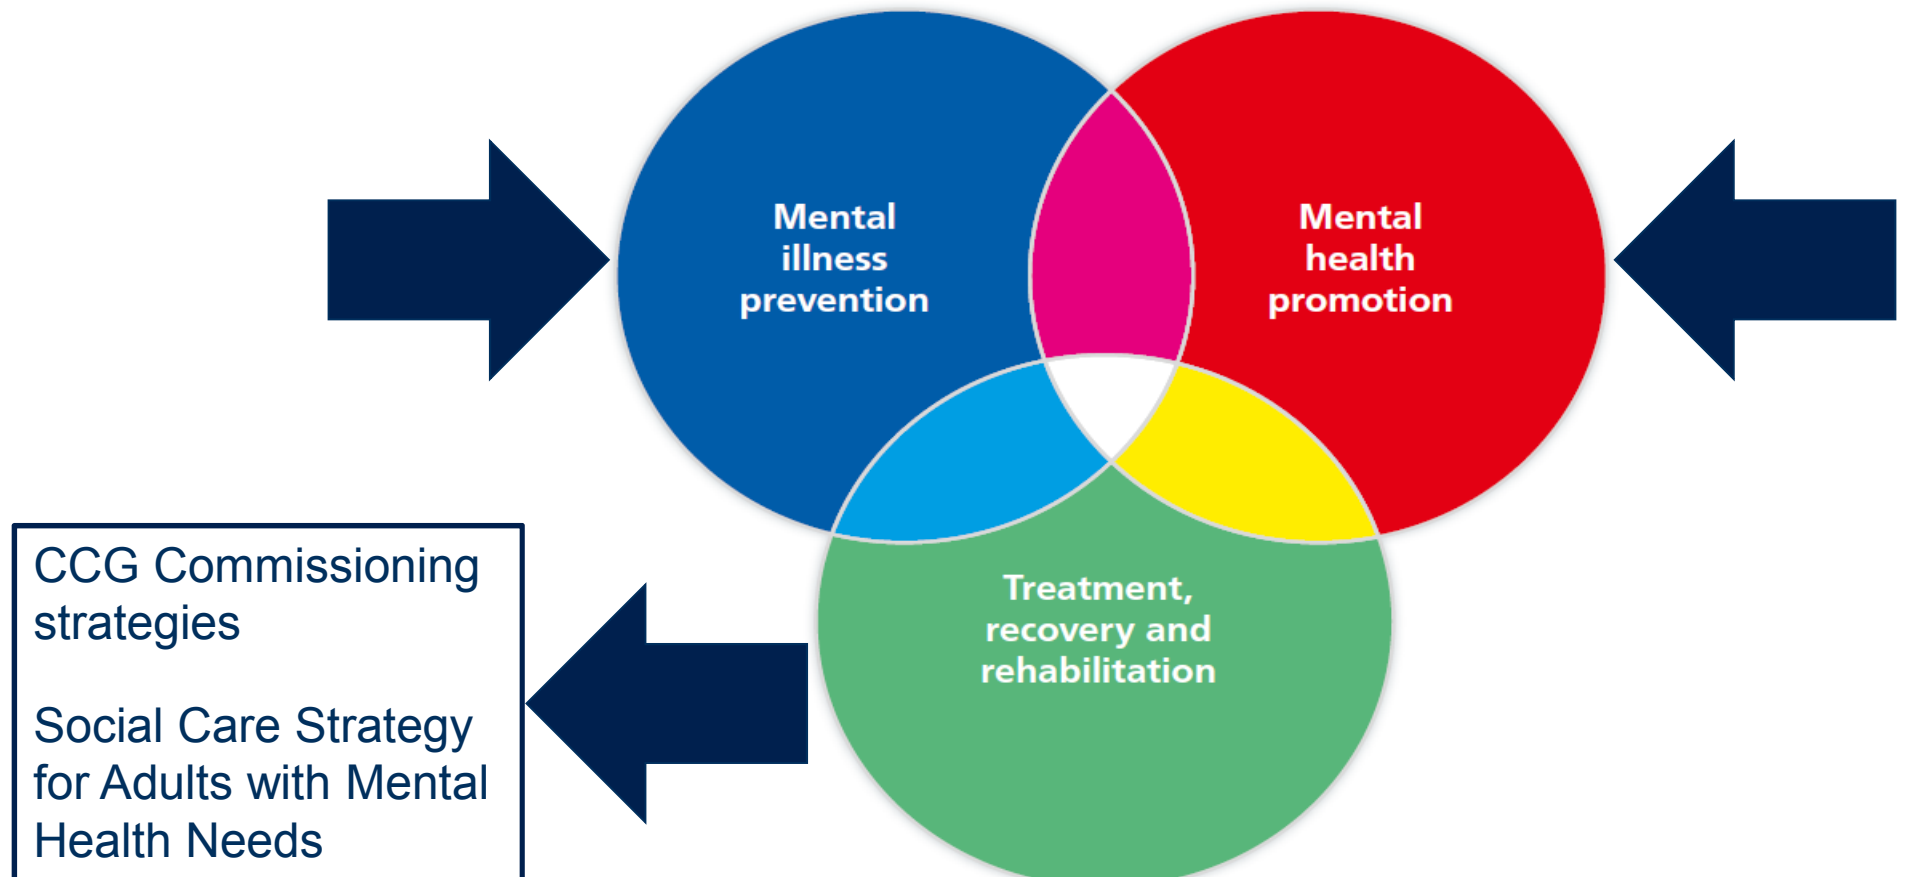 Mental
illness
prevention
Mental
health
promotion
Treatment,
recovery and
rehabilitation
CCG Commissioning
strategies
Social Care Strategy
for Adults with Mental
Health Needs